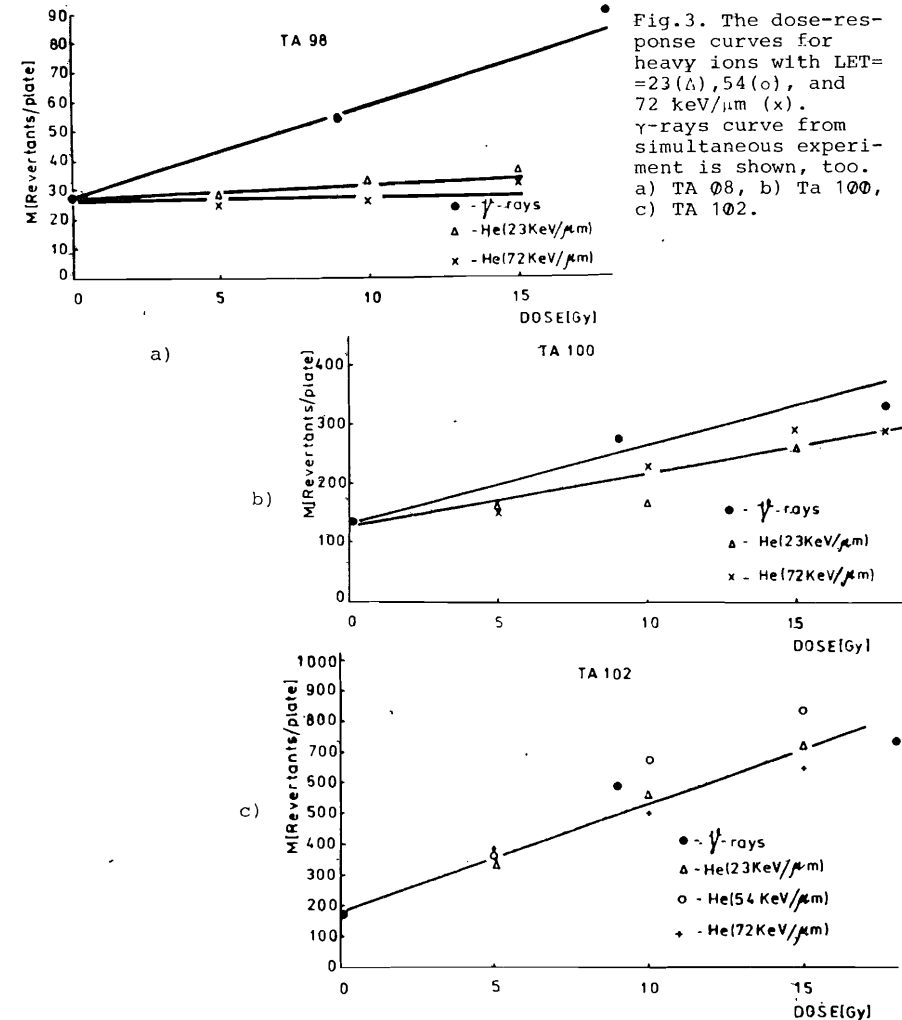 Fig.3. The dose-res-
ponse curves for
heavy ions with LET=
=23(Δ),54(o), and
72 keV/μm (x).
γ-rays curve from
simultaneous experi-
ment is shown, too.
a) TA Ø8, b) Ta 1ØØ,
c) TA 1Ø2.
TA 98
M[Revertants/plate]
90
80
70
60
50
40
30
20
10
0
● - γ-rays
Δ - He(23KeV/μm)
x - He(72KeV/μm)
0 5 10 15
DOSE[Gy]
a)
TA 100
M[Revertants/plate]
400
300
200
100
0
b)
● - γ-rays
Δ - He(23KeV/μm)
x - He(72KeV/μm)
0 5 10 15
DOSE[Gy]
TA 102
M[Revertants/plate]
1000
900
800
700
600
500
400
300
200
100
0
c)
● - γ-rays
Δ - He(23KeV/μm)
o - He(54KeV/μm)
+ - He(72KeV/μm)
0 5 10 15
DOSE[Gy]